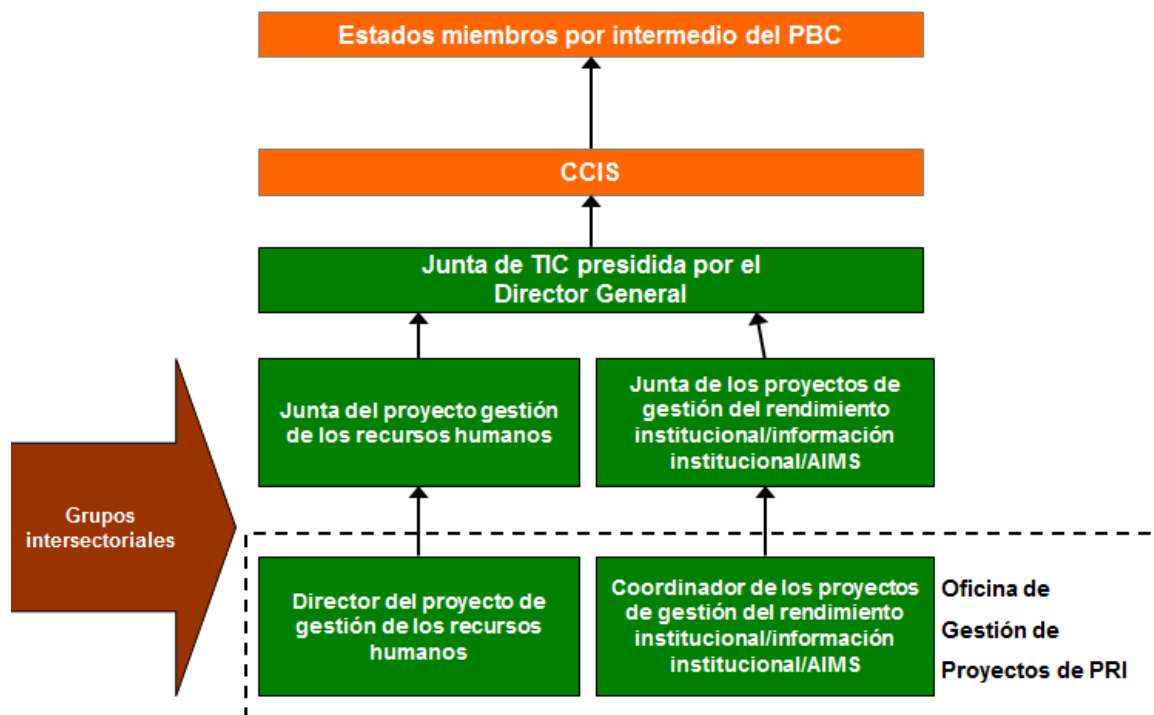 Estados miembros por intermedio del PBC
CCIS
Junta de TIC presidida por el
Director General
Junta del proyecto gestión
de los recursos humanos
Junta de los proyectos de
gestión del rendimiento
institucional/información
institucional/AIMS
Grupos
intersectoriales
Director del proyecto de
gestión de los recursos
humanos
Coordinador de los proyectos
de gestión del rendimiento
institucional/información
institucional/AIMS
Oficina de
Gestión de
Proyectos de PRI